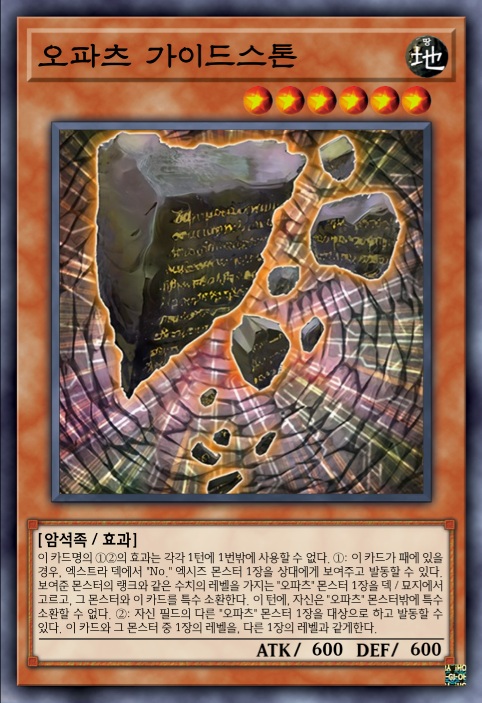 오파츠 가이드스톤
땅
地
[암석족 / 효과]
이 카드명의 ①②의 효과는 각각 1턴에 1번밖에 사용할 수 없다. ①: 이 카드가 패에 있을
경우, 엑스트라 덱에서 "No." 엑시즈 몬스터 1장을 상대에게 보여주고 발동할 수 있다.
보여준 몬스터의 랭크와 같은 수치의 레벨을 가지는 "오파츠" 몬스터 1장을 덱 / 묘지에서
고르고, 그 몬스터와 이 카드를 특수 소환한다. 이 턴에, 자신은 "오파츠" 몬스터밖에 특수
소환할 수 없다. ②: 자신 필드의 다른 "오파츠" 몬스터 1장을 대상으로 하고 발동할 수
있다. 이 카드와 그 몬스터 중 1장의 레벨을, 다른 1장의 레벨과 같게한다.
ATK/ 600 DEF/ 600